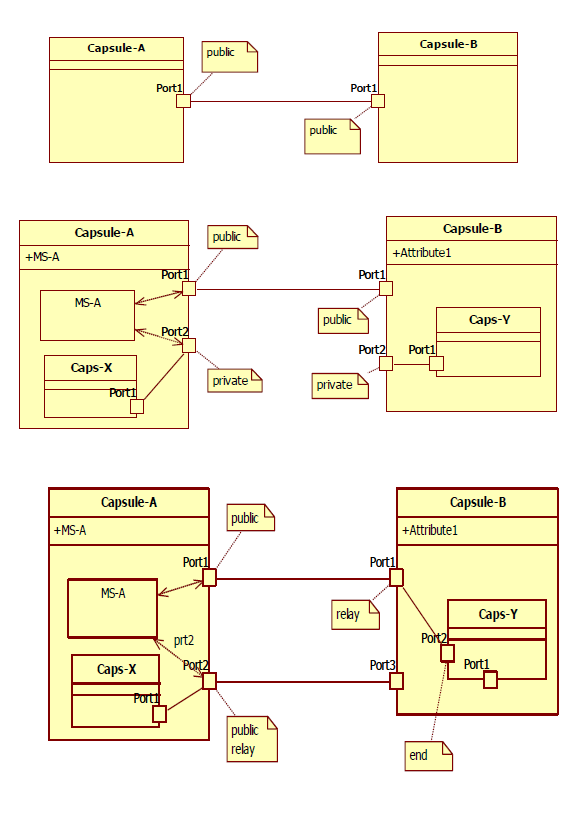 Capsule-A
public
Port1
Capsule-B
Port1
public
Capsule-A
+MS-A
public
Port1
MS-A
Port2
Caps-X
Port1
private
Capsule-B
+Attribute1
Port1
public
Caps-Y
Port2
Port1
private
Capsule-A
+MS-A
public
Port1
MS-A
prt2
Caps-X
Port2
Port1
public
relay
Capsule-B
+Attribute1
Port1
relay
Caps-Y
Port2
Port3
Port1
end